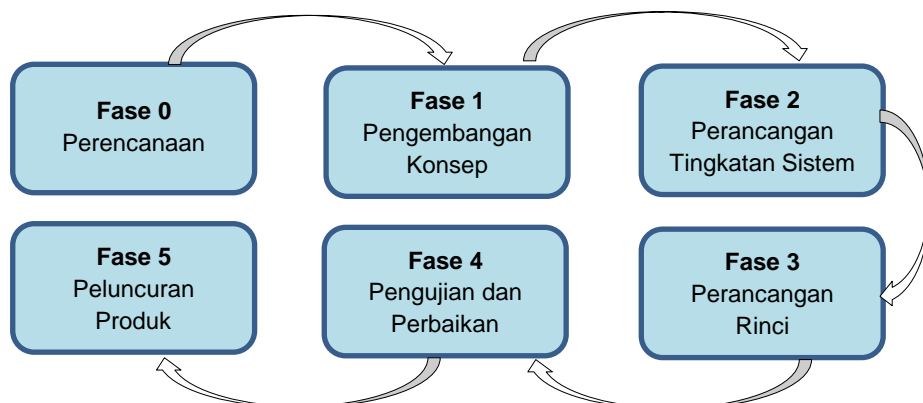 Fase 0
Perencanaan
Fase 1
Pengembangan
Konsep
Fase 2
Perancangan
Tingkatan Sistem
Fase 3
Perancangan
Rinci
Fase 4
Pengujian dan
Perbaikan
Fase 5
Peluncuran
Produk